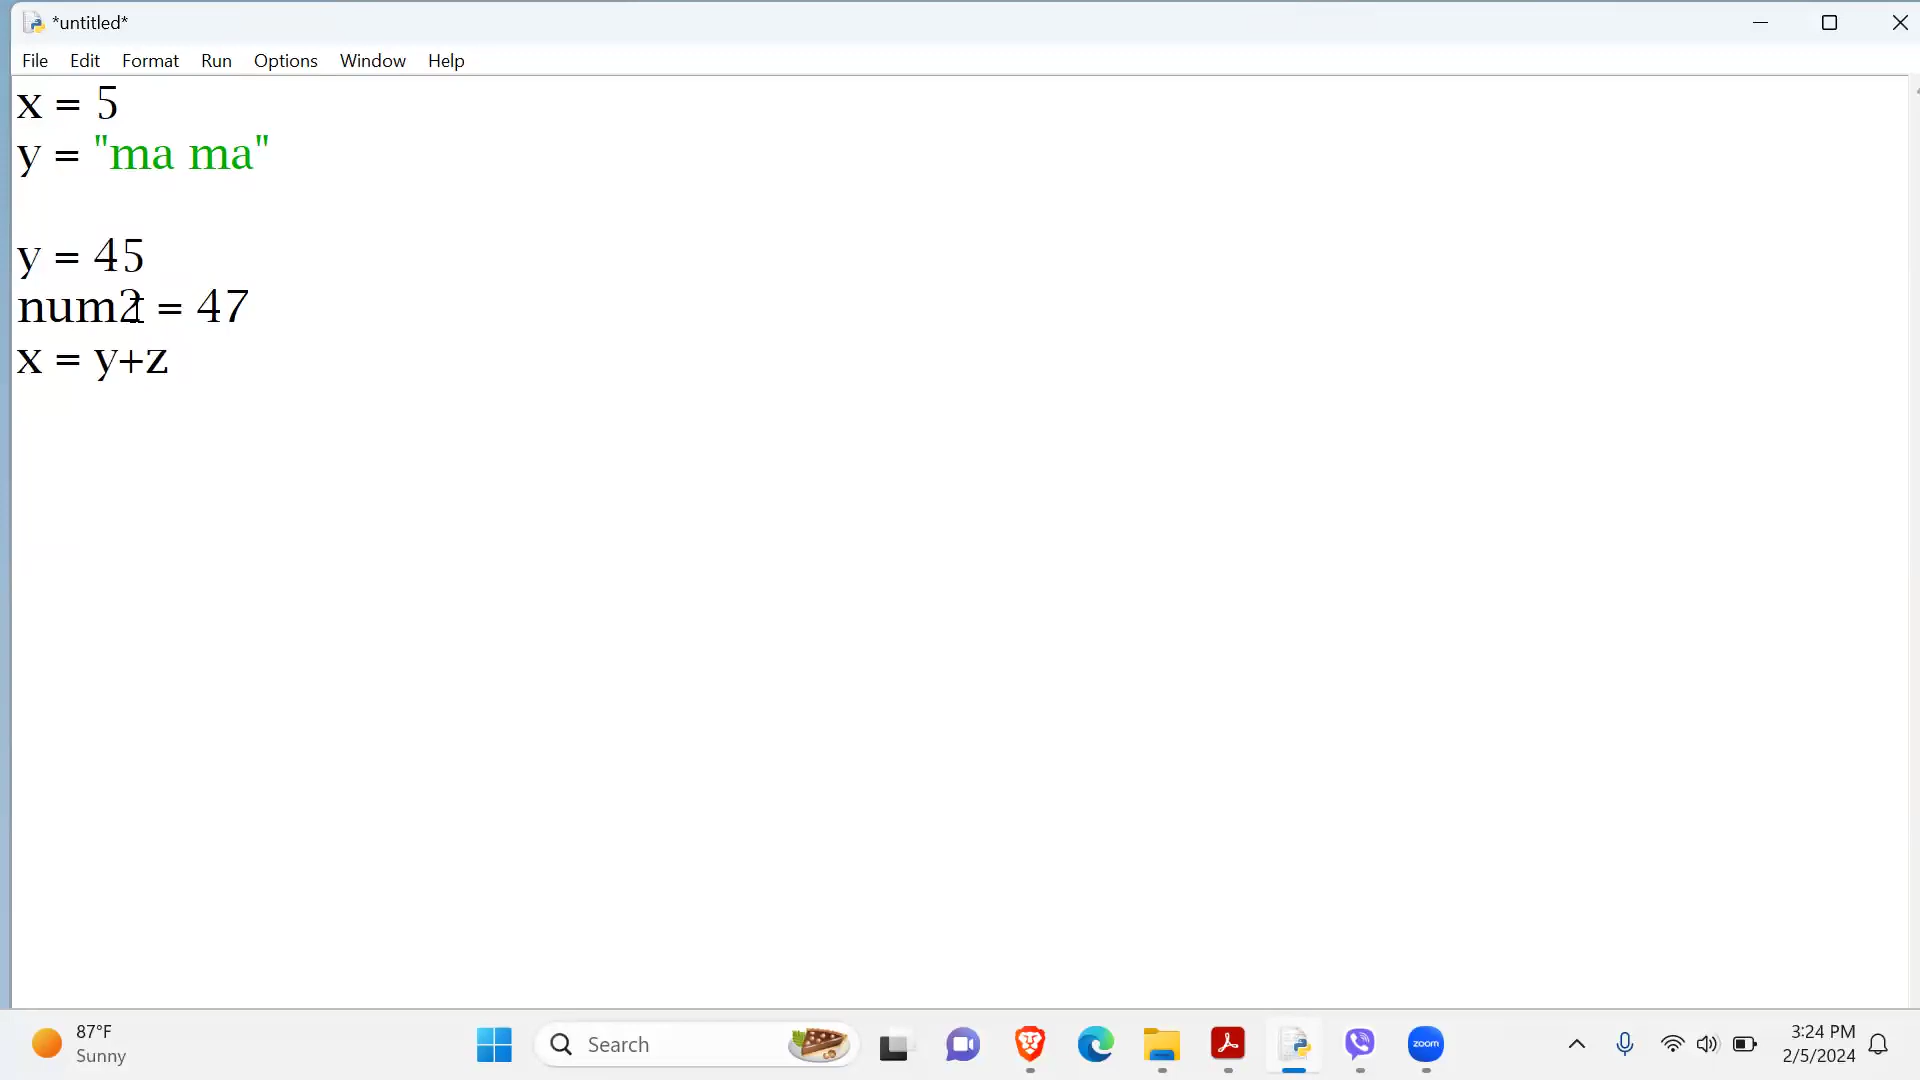 *untitled*
File Edit Format Run Options Window Help
x = 5
y = "ma ma"
y = 45
num2 = 47
x = y+z
87°F
Sunny
Search
zoom
3:24 PM
2/5/2024